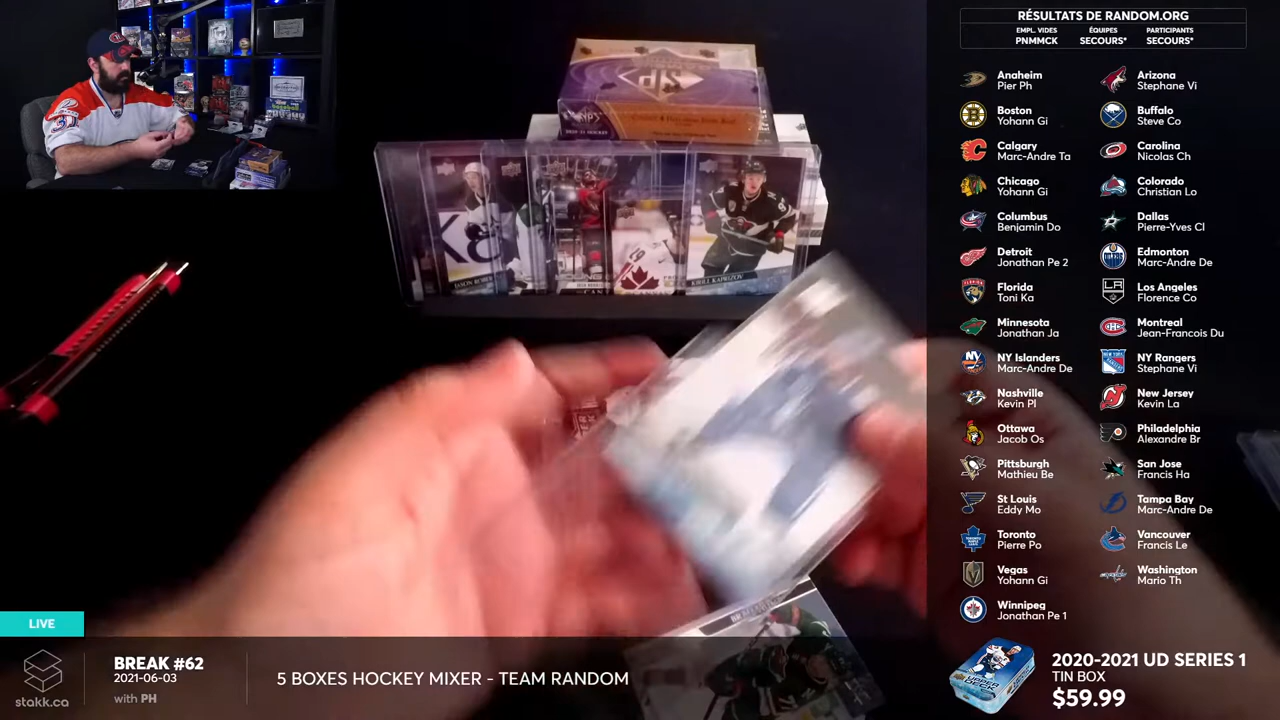 RÉSULTATS DE RANDOM.ORG
EMPL. VIDES
PNMMCK
ÉQUIPES
SECOURS*
PARTICIPANTS
SECOURS*
Anaheim
Pier Ph
Arizona
Stephane Vi
Boston
Yohann Gi
Buffalo
Steve Co
Calgary
Marc-Andre Ta
Carolina
Nicolas Ch
Chicago
Yohann Gi
Colorado
Christian Lo
Columbus
Benjamin Do
Dallas
Pierre-Yves Cl
Detroit
Jonathan Pe 2
Edmonton
Marc-Andre De
Florida
Toni Ka
Los Angeles
Florence Co
Minnesota
Jonathan Ja
Montreal
Jean-Francois Du
NY Islanders
Marc-Andre De
NY Rangers
Stephane Vi
Nashville
Kevin Pl
New Jersey
Kevin La
Ottawa
Jacob Os
Philadelphia
Alexandre Br
Pittsburgh
Mathieu Be
San Jose
Francis Ha
St Louis
Eddy Mo
Tampa Bay
Marc-Andre De
Toronto
Pierre Po
Vancouver
Francis Le
Vegas
Yohann Gi
Washington
Mario Th
Winnipeg
Jonathan Pe 1
SP
KIRILL KAPRIZOV
LIVE
stakk.ca
BREAK #62
2021-06-03
with PH
5 BOXES HOCKEY MIXER - TEAM RANDOM
2020-2021 UD SERIES 1
TIN BOX
$59.99